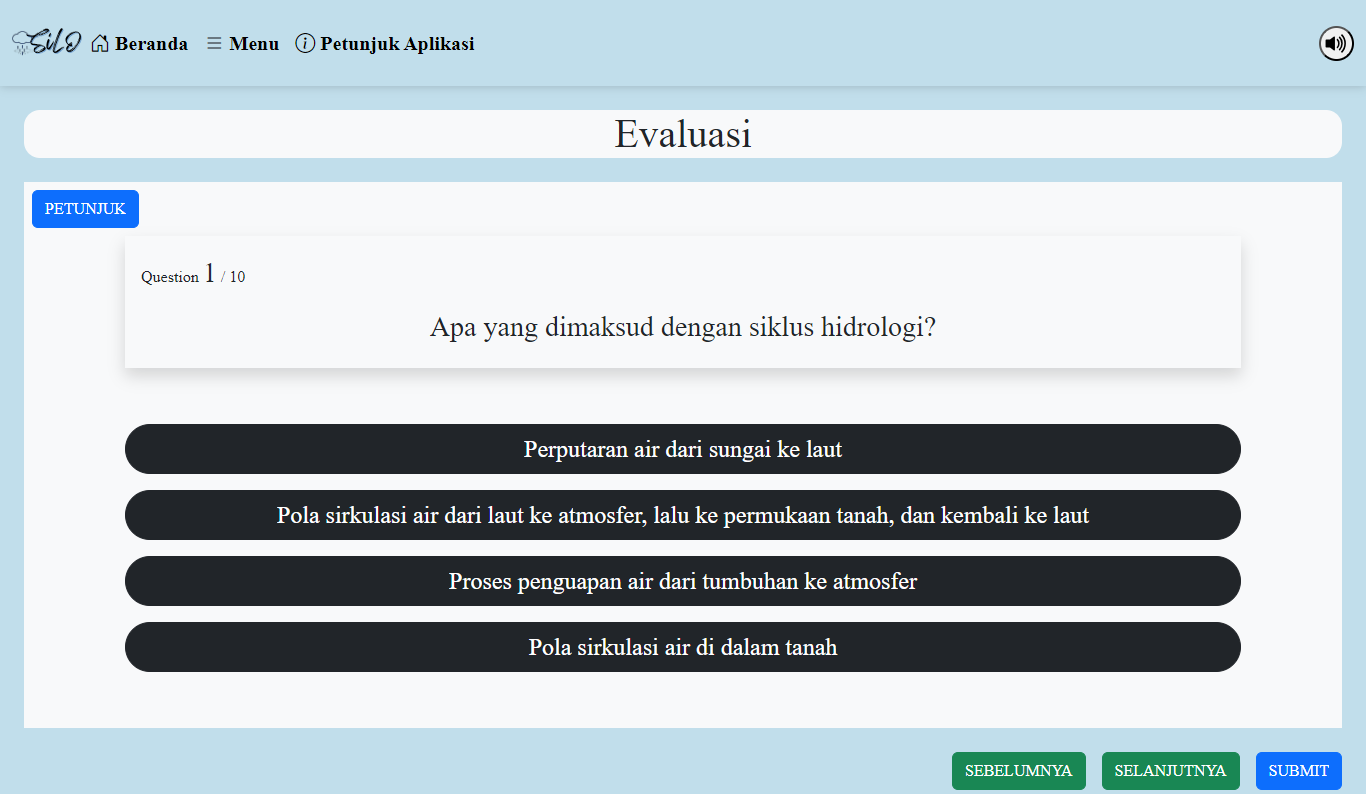 SilO Beranda Menu Petunjuk Aplikasi
Evaluasi
PETUNJUK
Question 1 / 10
Apa yang dimaksud dengan siklus hidrologi?
Perputaran air dari sungai ke laut
Pola sirkulasi air dari laut ke atmosfer, lalu ke permukaan tanah, dan kembali ke laut
Proses penguapan air dari tumbuhan ke atmosfer
Pola sirkulasi air di dalam tanah
SEBELUMNYA SELANJUTNYA SUBMIT